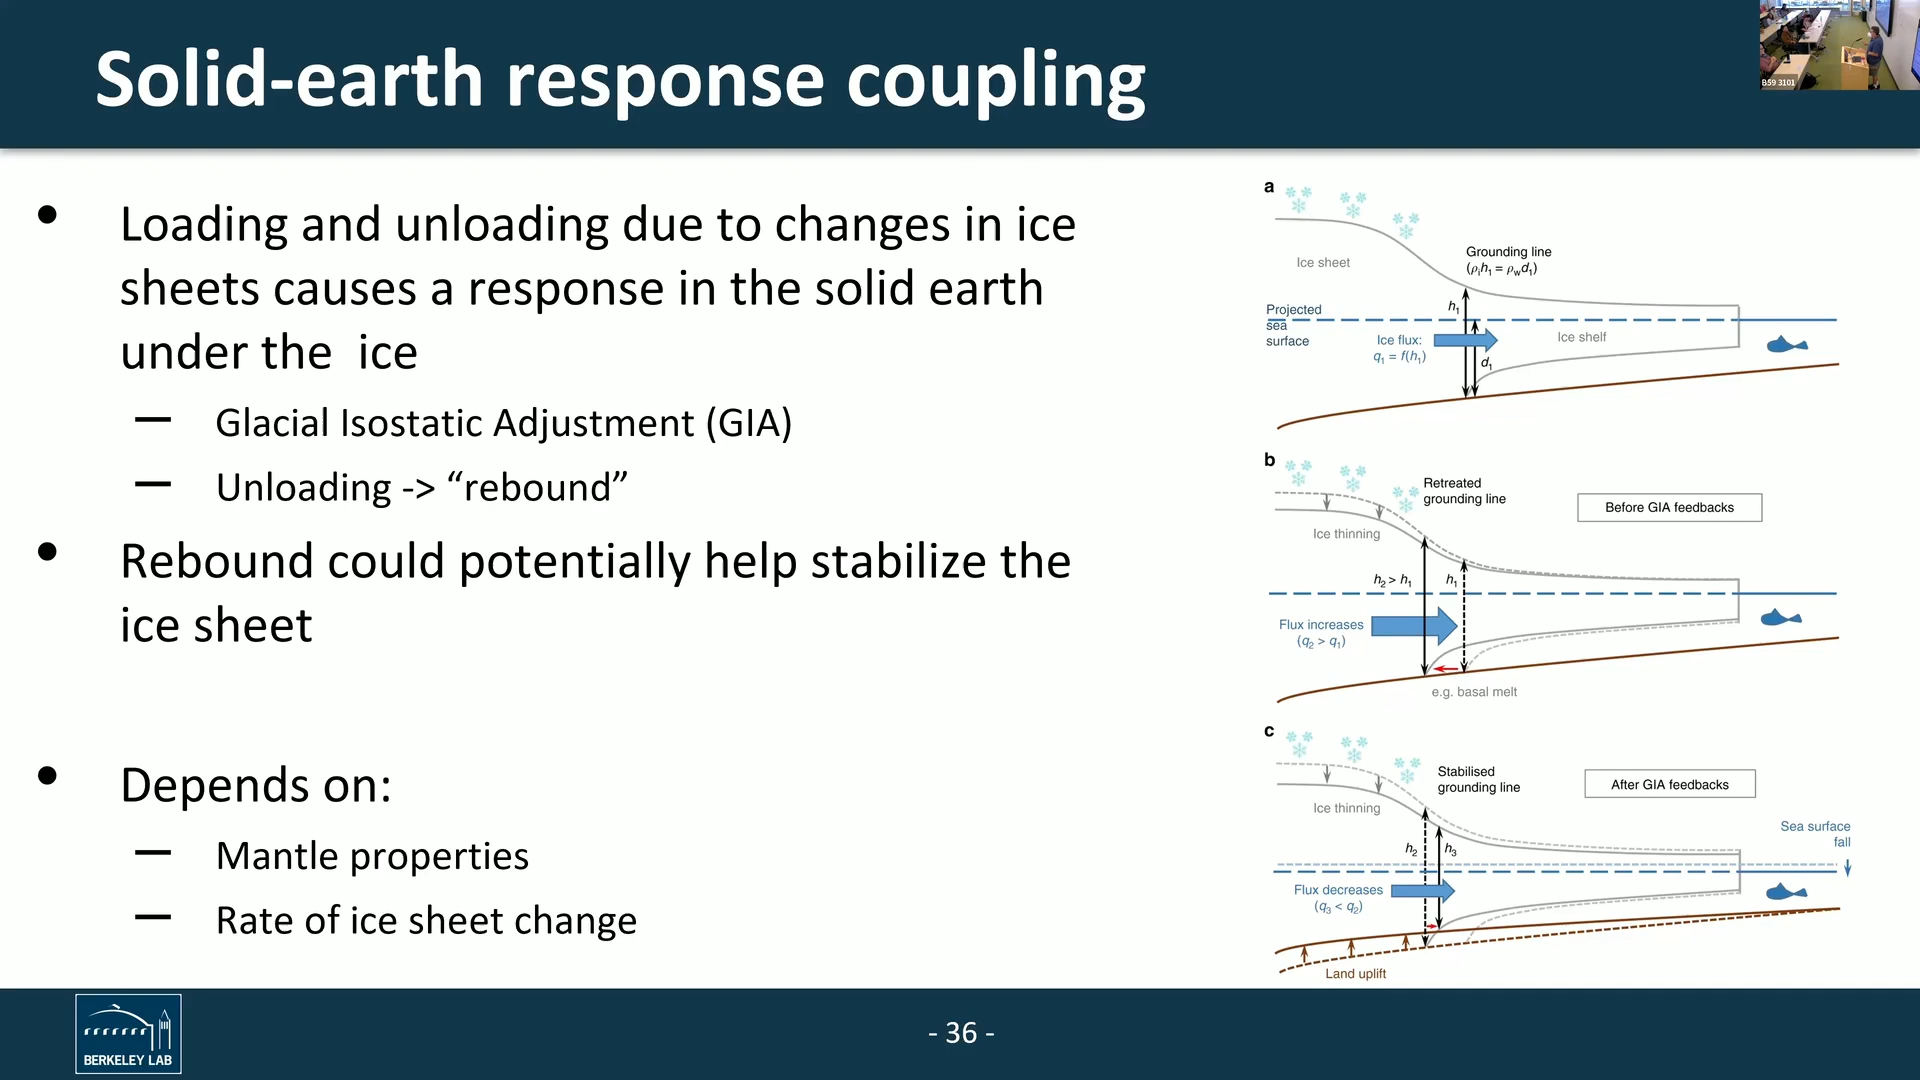 Solid-earth response coupling
B59 3101
• Loading and unloading due to changes in ice
sheets causes a response in the solid earth
under the  ice
— Glacial Isostatic Adjustment (GIA)
— Unloading -> “rebound”
• Rebound could potentially help stabilize the
ice sheet
• Depends on:
— Mantle properties
— Rate of ice sheet change
a
Ice sheet
Grounding line
(ρih1 = ρwd1)
h1
Projected
sea
surface
Ice flux:
q1 = f(h1)
Ice shelf
d1
b
Retreated
grounding line
Before GIA feedbacks
Ice thinning
h2 > h1
h1
Flux increases
(q2 > q1)
e.g. basal melt
c
Stabilised
grounding line
After GIA feedbacks
Ice thinning
Sea surface
fall
h2
h3
Flux decreases
(q3 < q2)
Land uplift
BERKELEY LAB
- 36 -